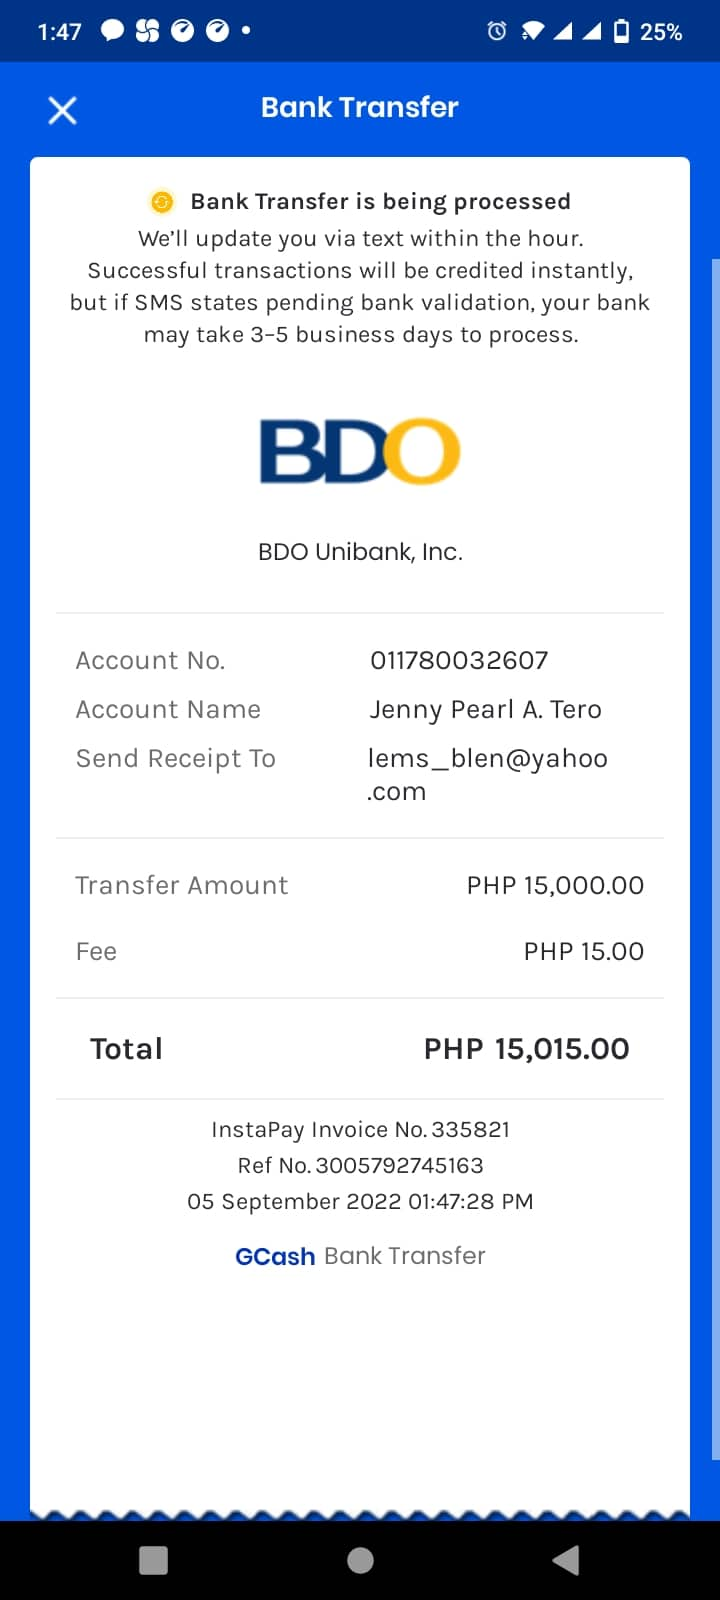 1:47 25%
Bank Transfer
Bank Transfer is being processed
We'll update you via text within the hour.
Successful transactions will be credited instantly,
but if SMS states pending bank validation, your bank
may take 3–5 business days to process.
BDO
BDO Unibank, Inc.
Account No. 011780032607
Account Name Jenny Pearl A. Tero
Send Receipt To lems_blen@yahoo
.com
Transfer Amount PHP 15,000.00
Fee PHP 15.00
Total PHP 15,015.00
InstaPay Invoice No. 335821
Ref No. 3005792745163
05 September 2022 01:47:28 PM
GCash Bank Transfer